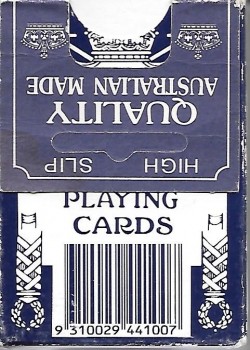 AUSTRALIAN MADE
QUALITY
HIGH SLIP
PLAYING
CARDS
9 310029 441007